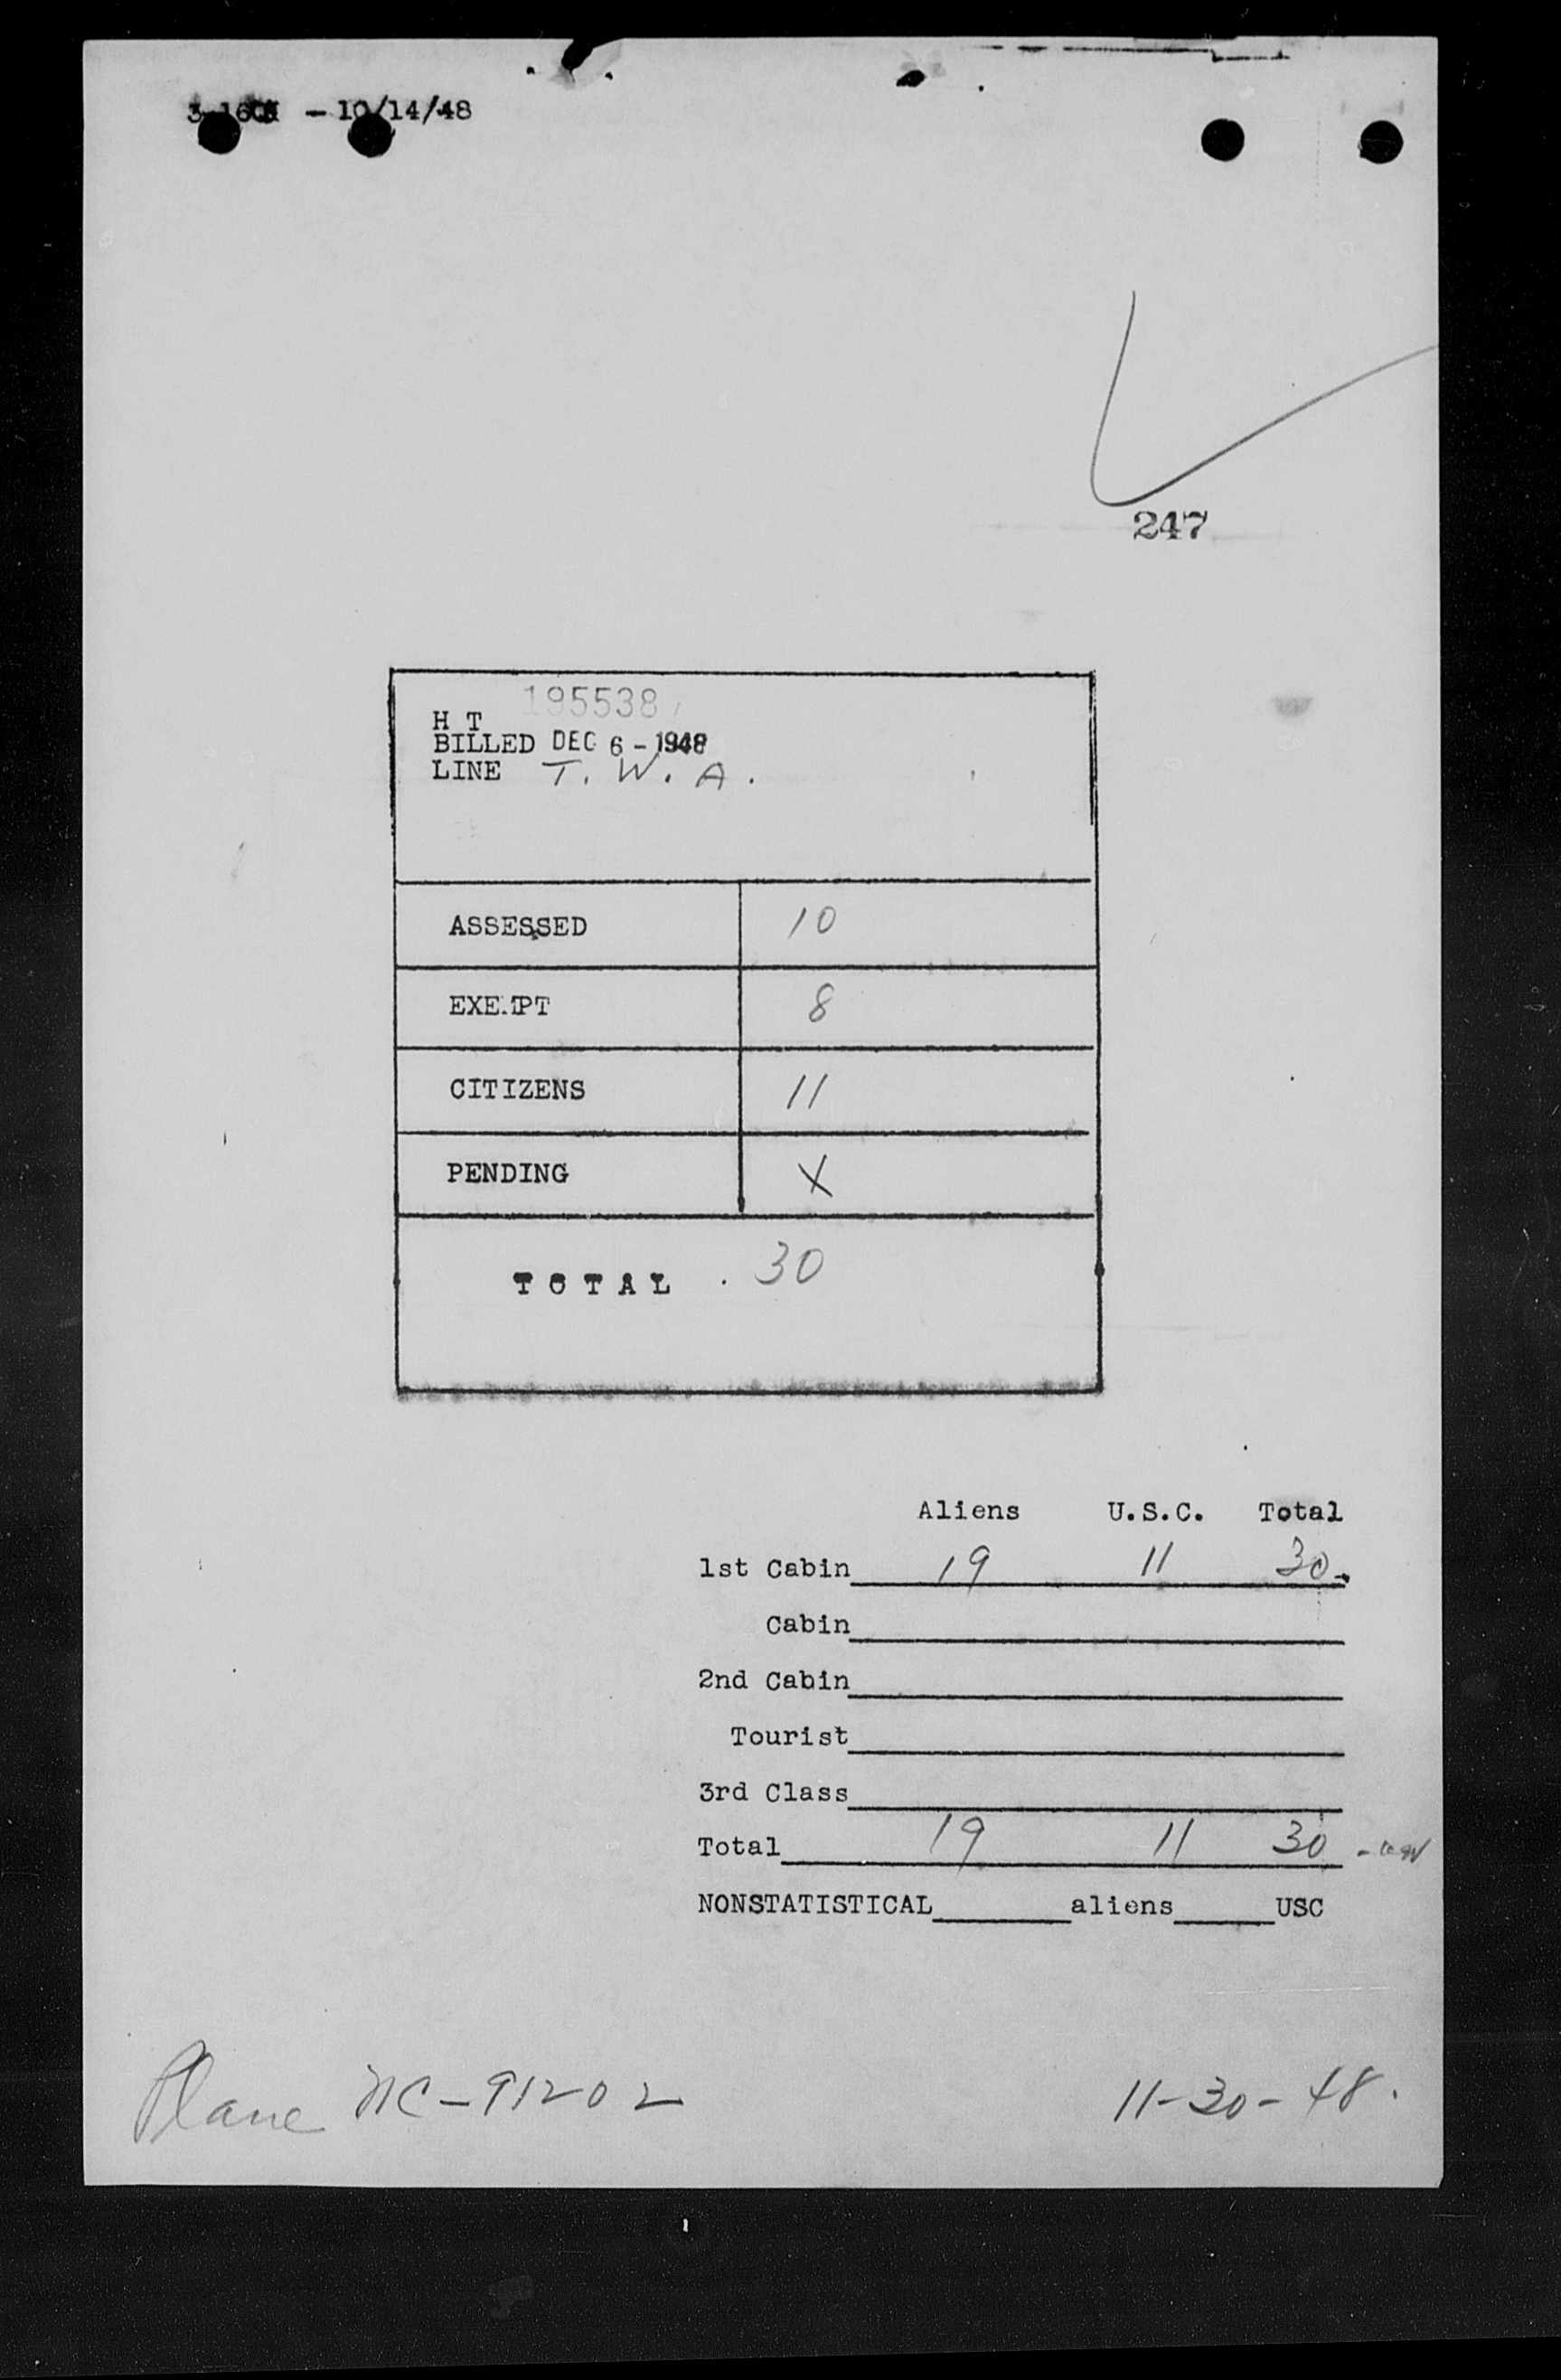 - 10/14/48
247
195538
H T
BILLED DEC 6 - 1948
LINE T. W. A.
ASSESSED 10
EXEMPT 8
CITIZENS 11
PENDING X
TOTAL 30
Aliens U.S.C. Total
1st Cabin 19 11 30
Cabin
2nd Cabin
Tourist
3rd Class
Total 19 11 30
NONSTATISTICAL aliens USC
Plane NC-91202 11-30-48.